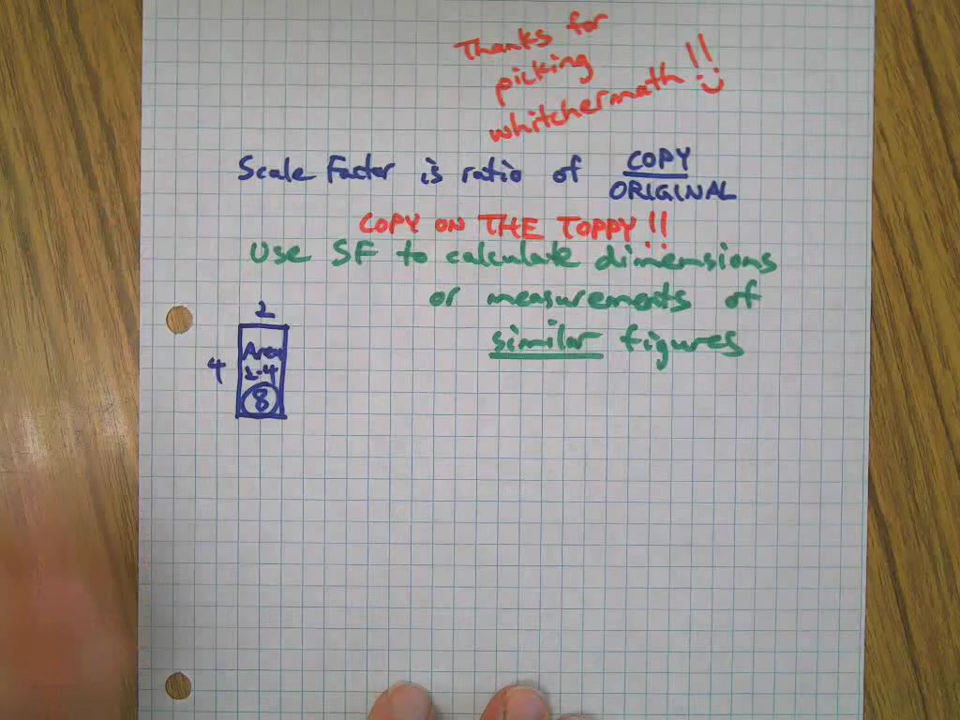 Thanks for
picking
whitchermath!!
Scale Factor is ratio of COPY
ORIGINAL
COPY ON THE TOPPY!!
Use SF to calculate dimensions
or measurements of
similar figures
2
4
Area
2·4
8